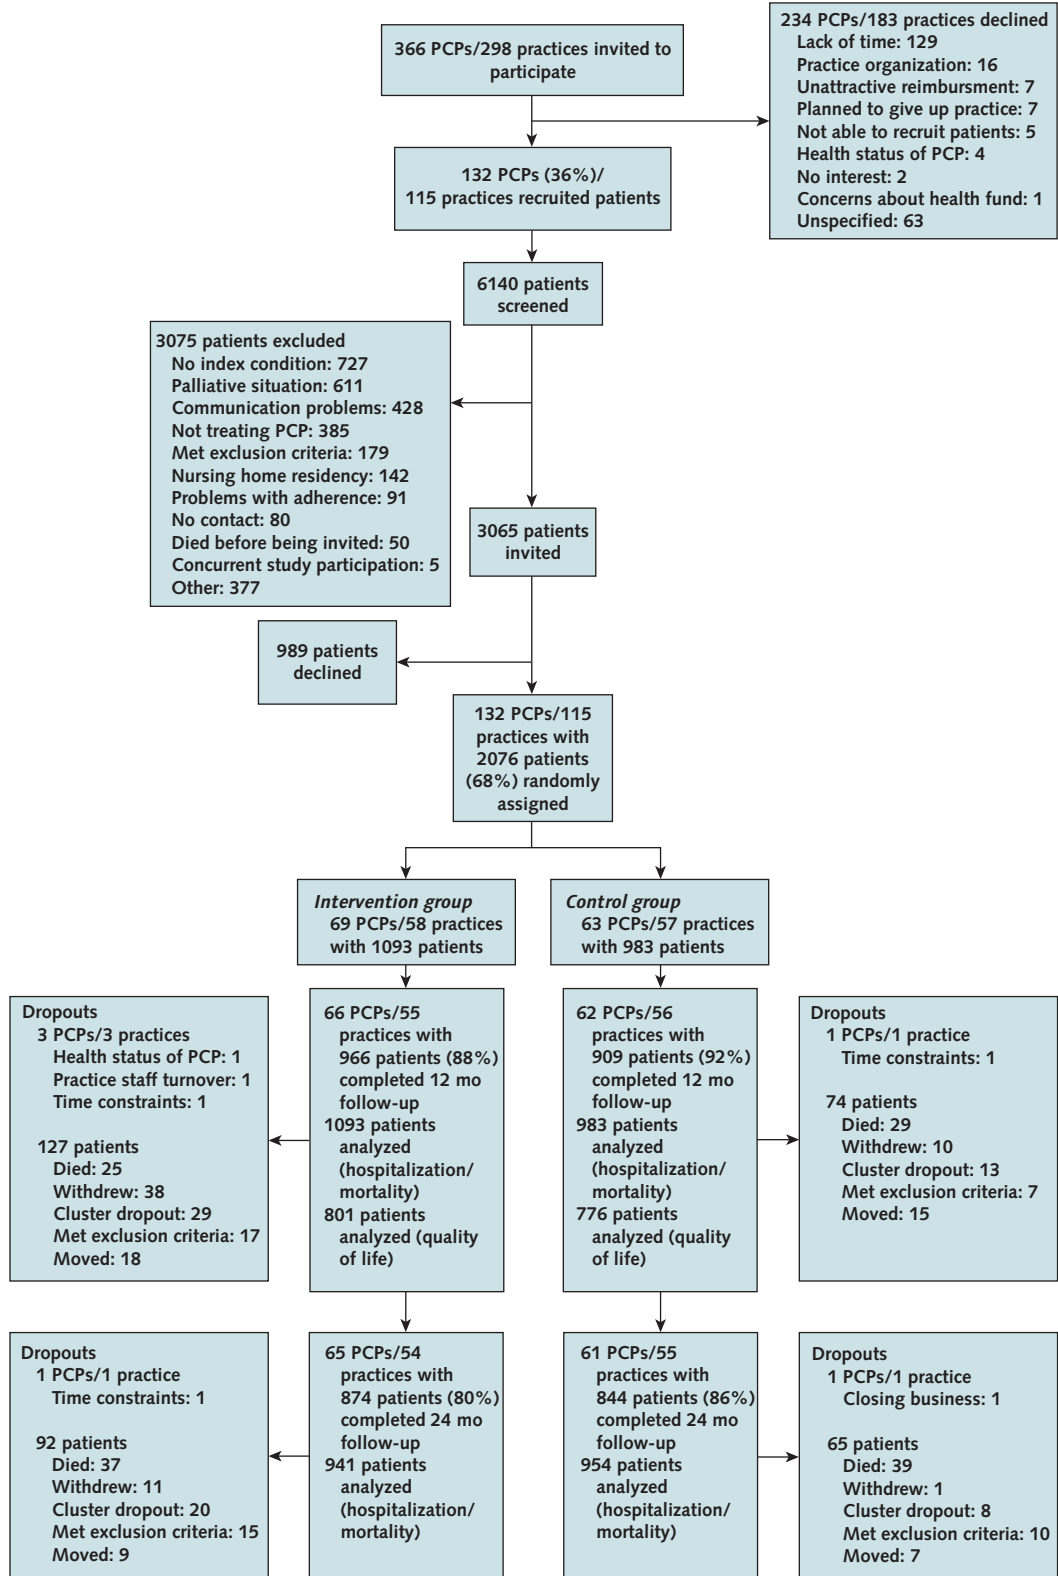 366 PCPs/298 practices invited to
participate
234 PCPs/183 practices declined
Lack of time: 129
Practice organization: 16
Unattractive reimbursment: 7
Planned to give up practice: 7
Not able to recruit patients: 5
Health status of PCP: 4
No interest: 2
Concerns about health fund: 1
Unspecified: 63
132 PCPs (36%)/
115 practices recruited patients
6140 patients
screened
3075 patients excluded
No index condition: 727
Palliative situation: 611
Communication problems: 428
Not treating PCP: 385
Met exclusion criteria: 179
Nursing home residency: 142
Problems with adherence: 91
No contact: 80
Died before being invited: 50
Concurrent study participation: 5
Other: 377
3065 patients
invited
989 patients
declined
132 PCPs/115
practices with
2076 patients
(68%) randomly
assigned
Intervention group
69 PCPs/58 practices
with 1093 patients
Control group
63 PCPs/57 practices
with 983 patients
Dropouts
3 PCPs/3 practices
Health status of PCP: 1
Practice staff turnover: 1
Time constraints: 1
127 patients
Died: 25
Withdrew: 38
Cluster dropout: 29
Met exclusion criteria: 17
Moved: 18
66 PCPs/55
practices with
966 patients (88%)
completed 12 mo
follow-up
1093 patients
analyzed
(hospitalization/
mortality)
801 patients
analyzed (quality
of life)
62 PCPs/56
practices with
909 patients (92%)
completed 12 mo
follow-up
983 patients
analyzed
(hospitalization/
mortality)
776 patients
analyzed (quality
of life)
Dropouts
1 PCPs/1 practice
Time constraints: 1
74 patients
Died: 29
Withdrew: 10
Cluster dropout: 13
Met exclusion criteria: 7
Moved: 15
Dropouts
1 PCPs/1 practice
Time constraints: 1
92 patients
Died: 37
Withdrew: 11
Cluster dropout: 20
Met exclusion criteria: 15
Moved: 9
65 PCPs/54
practices with
874 patients (80%)
completed 24 mo
follow-up
941 patients
analyzed
(hospitalization/
mortality)
61 PCPs/55
practices with
844 patients (86%)
completed 24 mo
follow-up
954 patients
analyzed
(hospitalization/
mortality)
Dropouts
1 PCPs/1 practice
Closing business: 1
65 patients
Died: 39
Withdrew: 1
Cluster dropout: 8
Met exclusion criteria: 10
Moved: 7